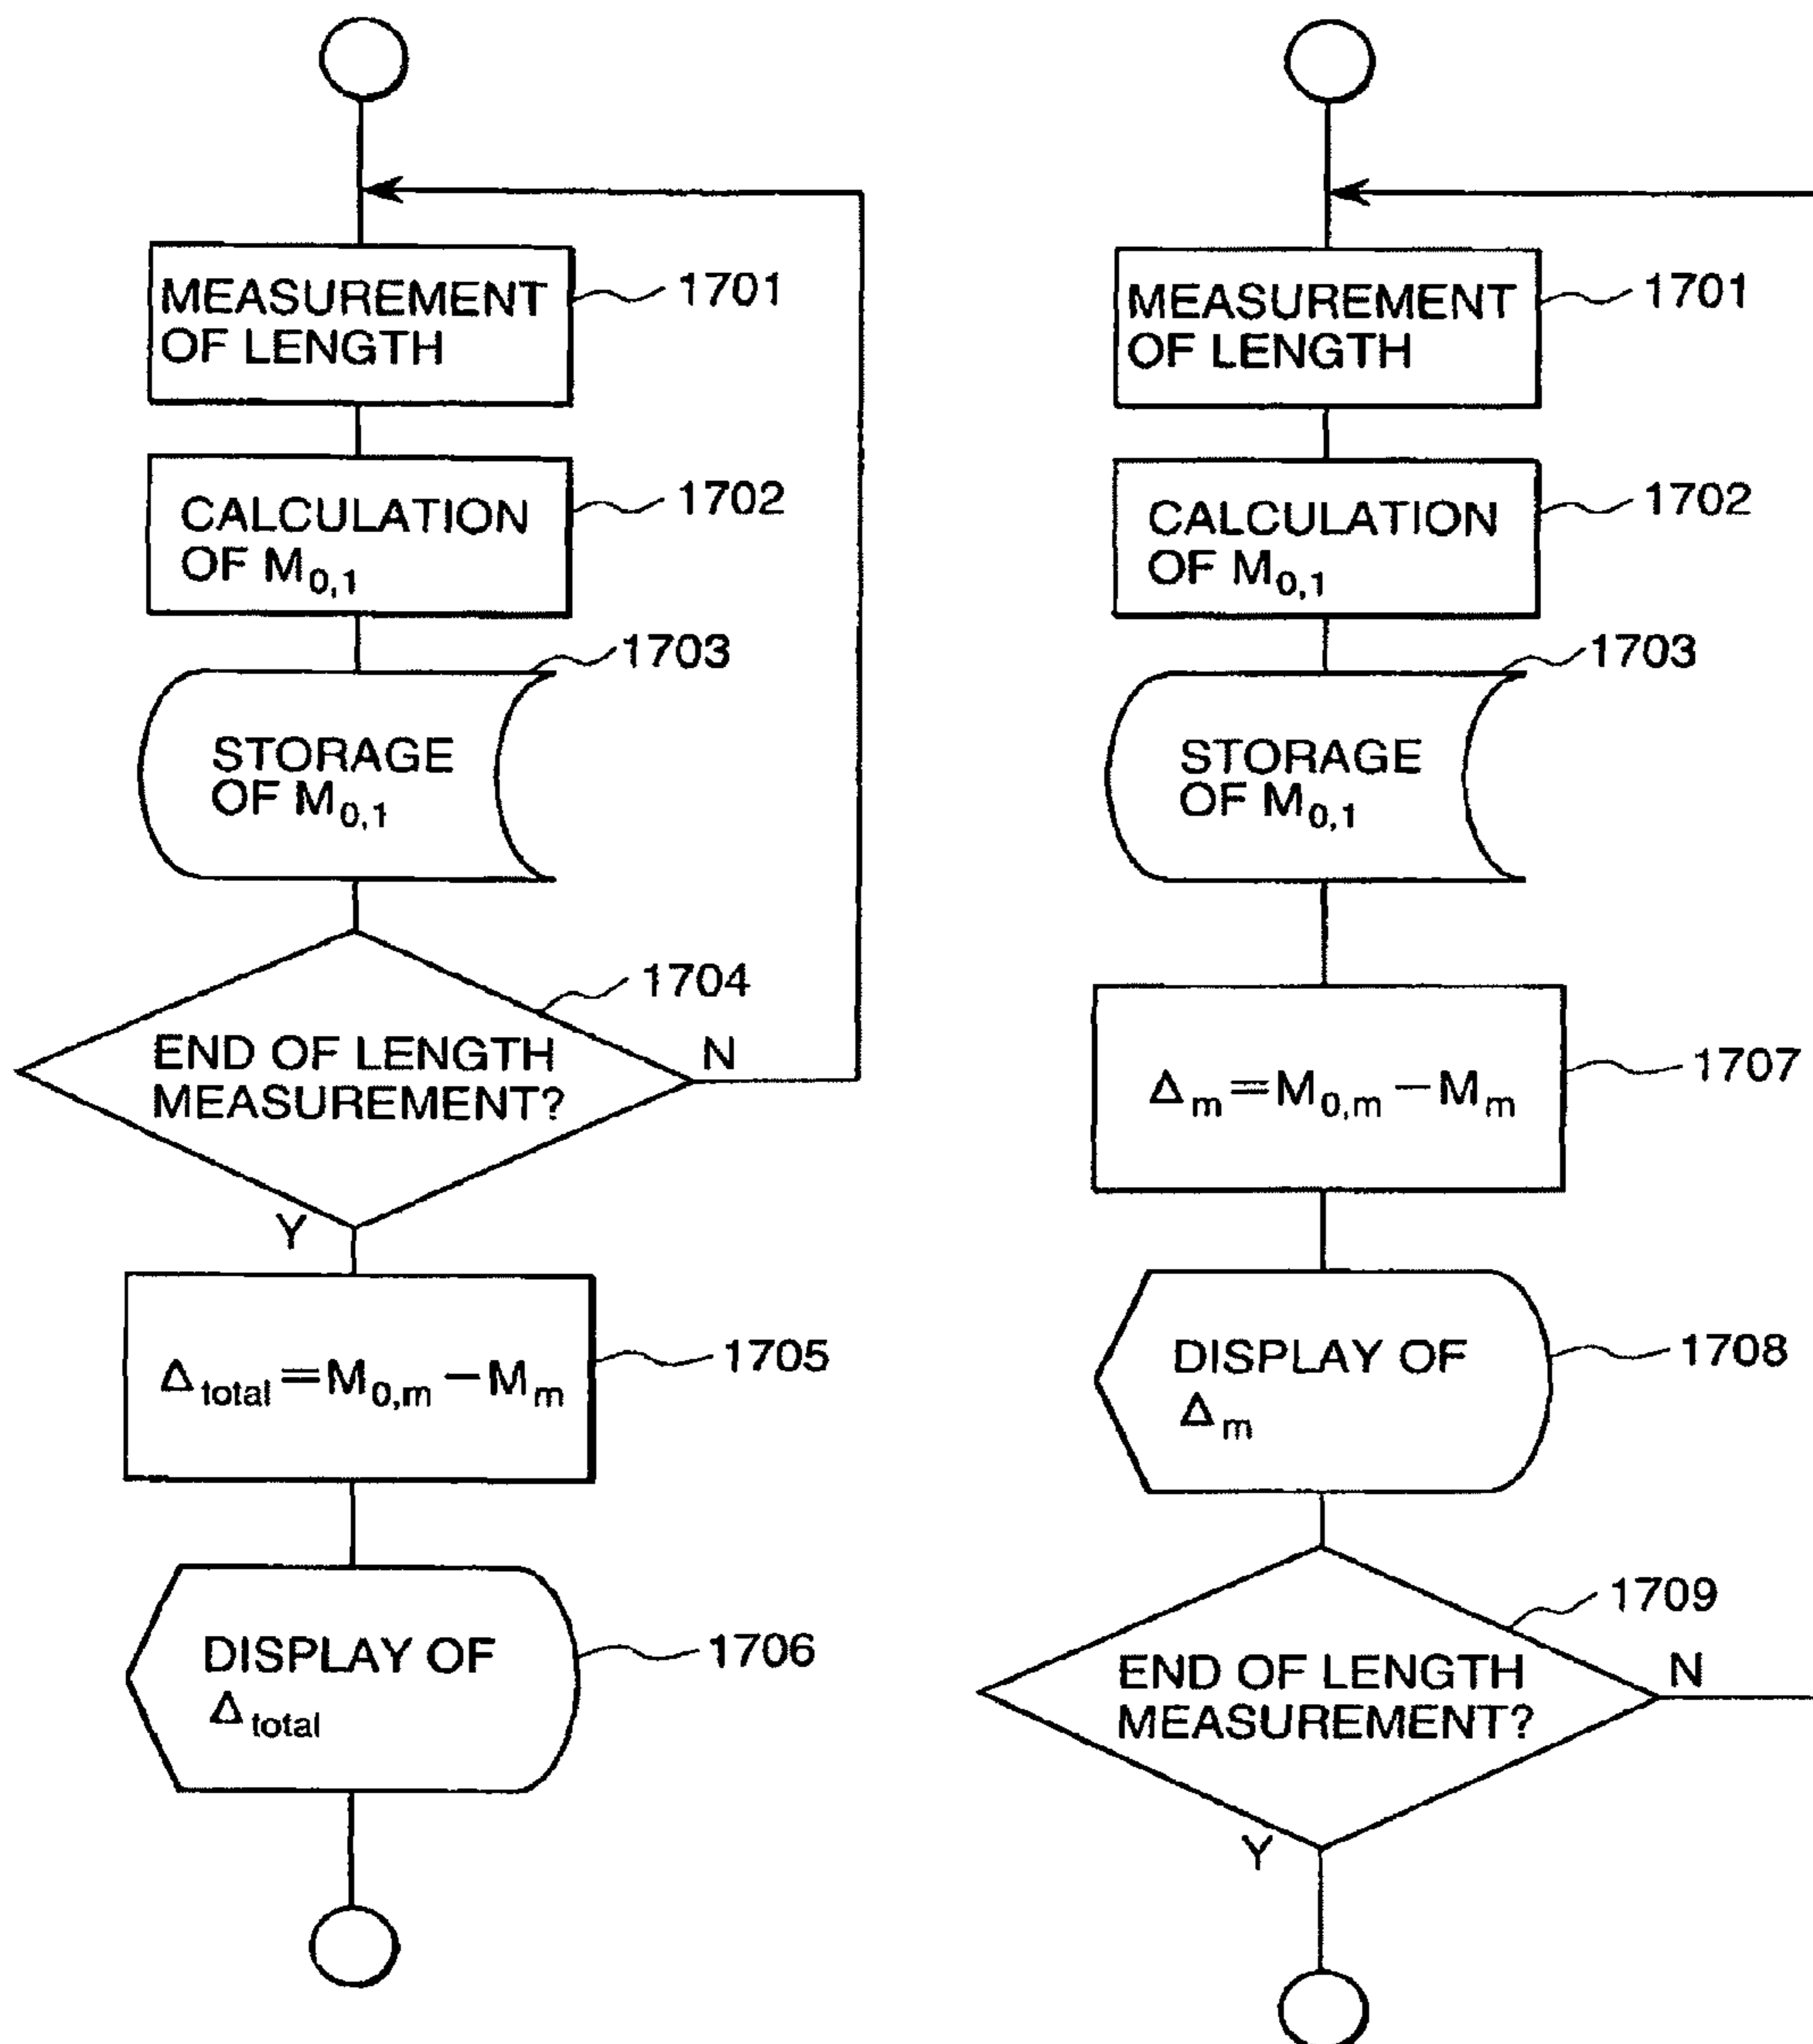 MEASUREMENT
OF LENGTH
1701
CALCULATION
OF M0,1
1702
STORAGE
OF M0,1
1703
END OF LENGTH
MEASUREMENT?
1704
N
Y
Δtotal=M0,m−Mm
1705
DISPLAY OF
Δtotal
1706
MEASUREMENT
OF LENGTH
1701
CALCULATION
OF M0,1
1702
STORAGE
OF M0,1
1703
Δm=M0,m−Mm
1707
DISPLAY OF
Δm
1708
END OF LENGTH
MEASUREMENT?
1709
N
Y